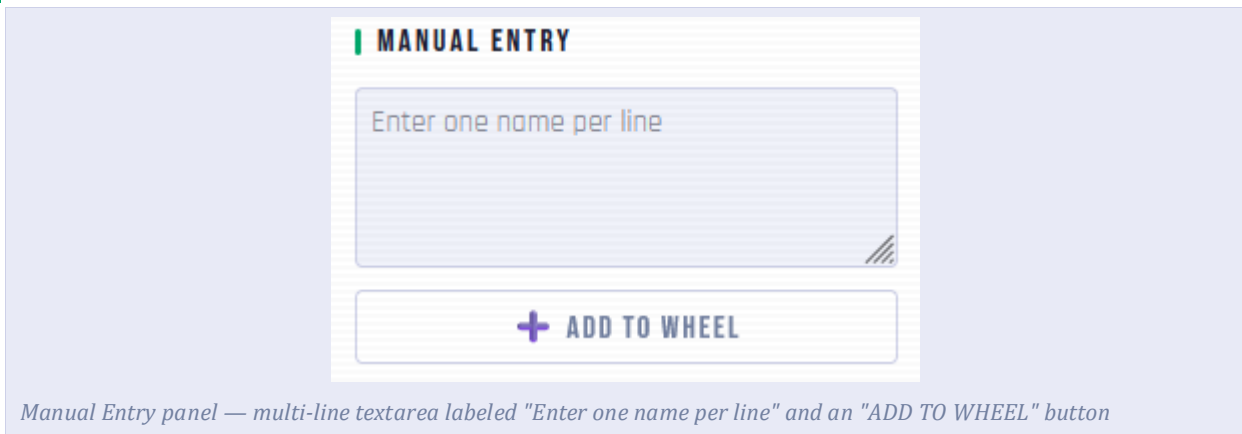 MANUAL ENTRY
Enter one name per line
ADD TO WHEEL
Manual Entry panel — multi-line textarea labeled "Enter one name per line" and an "ADD TO WHEEL" button